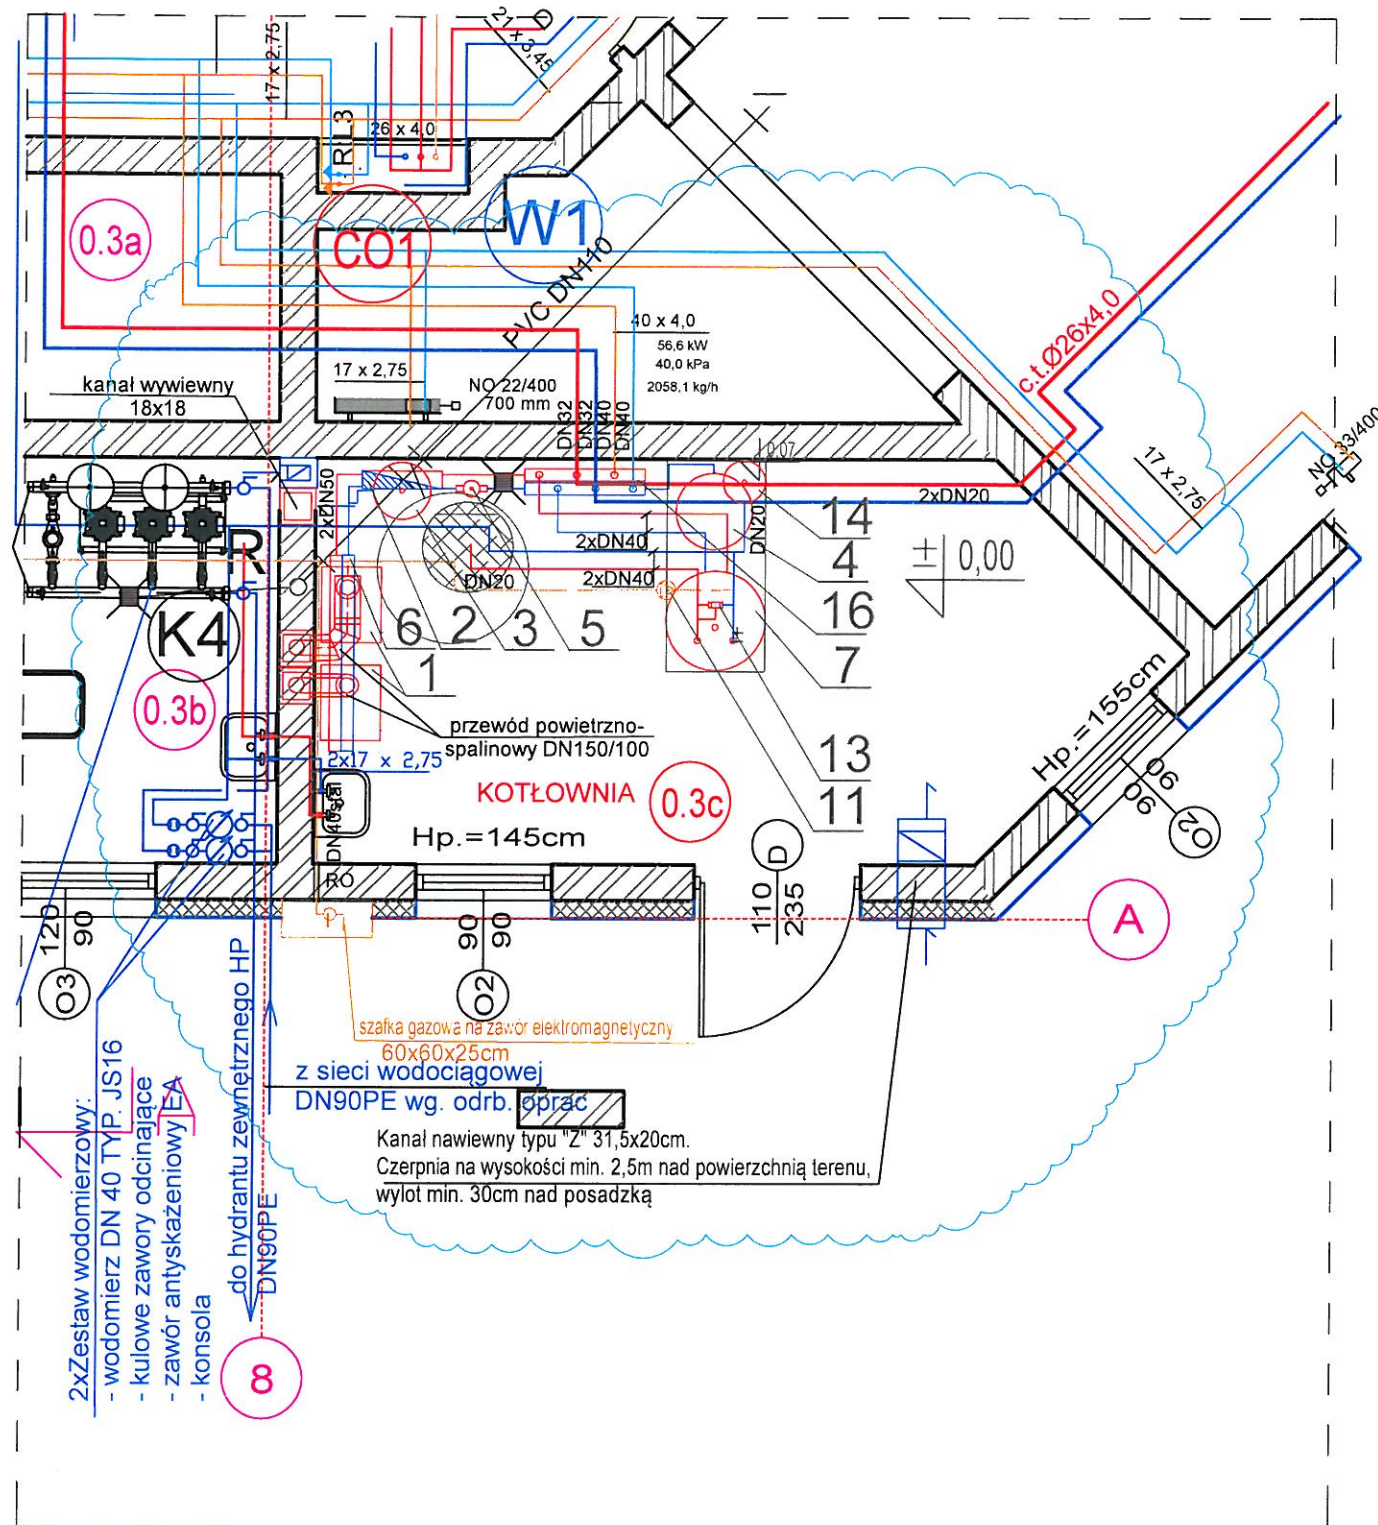 21 x 3,45
D
17 x 2,75
RL3
26 x 4,0
0.3a
CO1
W1
PVC DN110
40 x 4,0
56,6 kW
40,0 kPa
2058,1 kg/h
c.t.Ø26x4,0
kanał wywiewny
18x18
17 x 2,75
NO 22/400
700 mm
DN32
DN32
DN40
DN40
17 x 2,75
NO 33/400
2xDN50
2xDN20
DN20
2xDN40
2xDN40
DN20
14
4
16
7
± 0,00
R
K4
6
2
3
5
1
0.3b
przewód powietrzno-
spalinowy DN150/100
2x17 x 2,75
KOTŁOWNIA
0.3c
13
11
Hp.=155cm
Hp.=145cm
DN40stal
RO
90
90
O2
D
110
235
120
90
O3
90
90
O2
A
szafka gazowa na zawór elektromagnetyczny
60x60x25cm
z sieci wodociągowej
DN90PE wg. odrb. oprac
Kanał nawiewny typu "Z" 31,5x20cm.
Czerpnia na wysokości min. 2,5m nad powierzchnią terenu,
wylot min. 30cm nad posadzką
2xZestaw wodomierzowy:
- wodomierz DN 40 TYP. JS16
- kulowe zawory odcinające
- zawór antyskażeniowy EA
- konsola
do hydrantu zewnętrznego HP
DN90PE
8